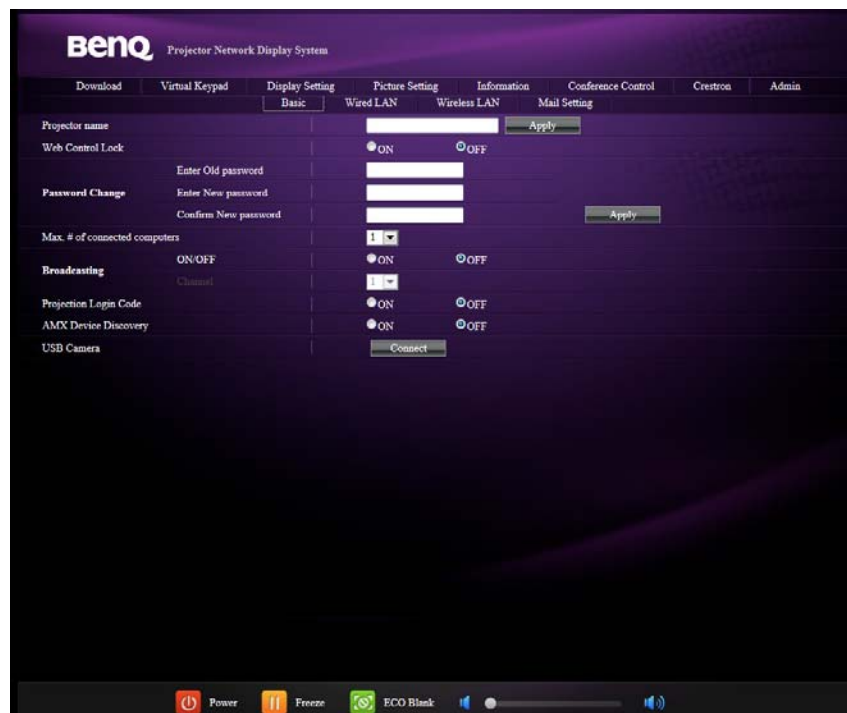 BenQ Projector Network Display System
Download Virtual Keypad Display Setting Picture Setting Information Conference Control Crestron Admin
Basic Wired LAN Wireless LAN Mail Setting
Projector name Apply
Web Control Lock ON OFF
Enter Old password
Password Change Enter New password
Confirm New password Apply
Max. # of connected computers 1
ON/OFF ON OFF
Broadcasting
Channel 1
Projection Login Code ON OFF
AMX Device Discovery ON OFF
USB Camera Connect
Power Freeze ECO Blank